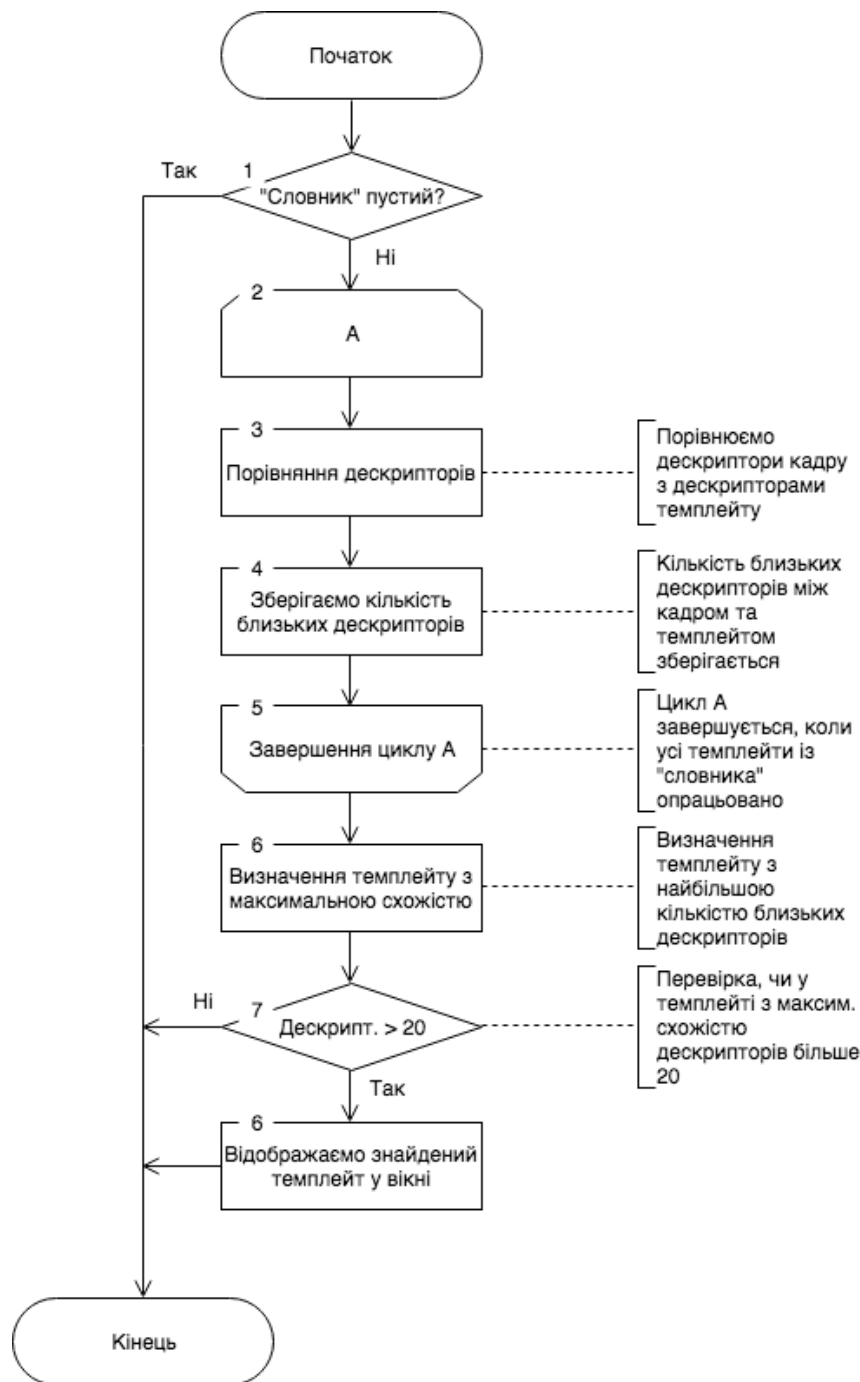 Початок
Так
1
"Словник" пустий?
Ні
2
А
3
Порівняння дескрипторів
Порівнюємо
дескриптори кадру
з дескрипторами
темплейту
4
Зберігаємо кількість
близьких дескрипторів
Кількість близьких
дескрипторів між
кадром та
темплейтом
зберігається
5
Завершення циклу А
Цикл А
завершується, коли
усі темплейти із
"словника"
опрацьовано
6
Визначення темплейту з
максимальною схожістю
Визначення
темплейту з
найбільшою
кількістю близьких
дескрипторів
Ні
7
Дескрипт. > 20
Перевірка, чи у
темплейті з максим.
схожістю
дескрипторів більше
20
Так
6
Відображаємо знайдений
темплейт у вікні
Кінець